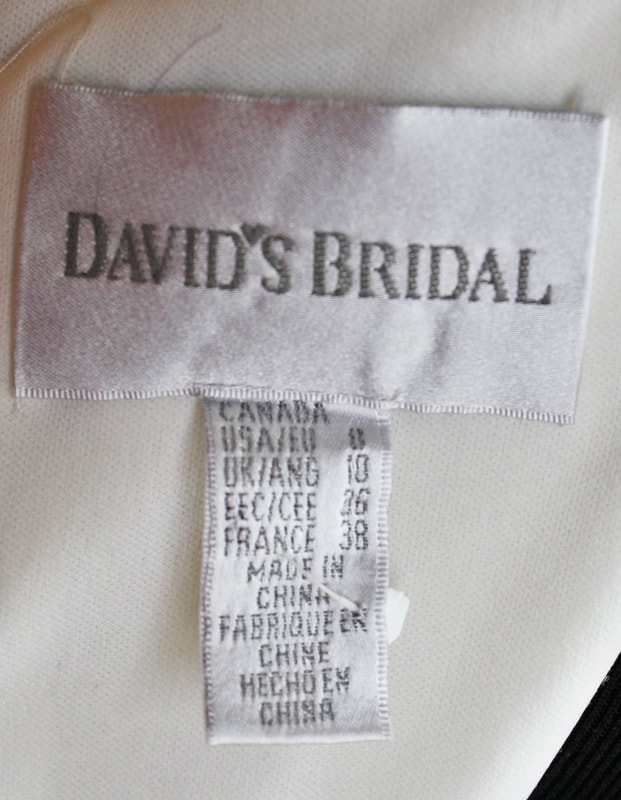 DAVID'S BRIDAL
CANADA
USA/EU 8
UK/ANG 10
EEC/CEE 36
FRANCE 38
MADE IN
CHINA
FABRIQUE EN
CHINE
HECHO EN
CHINA